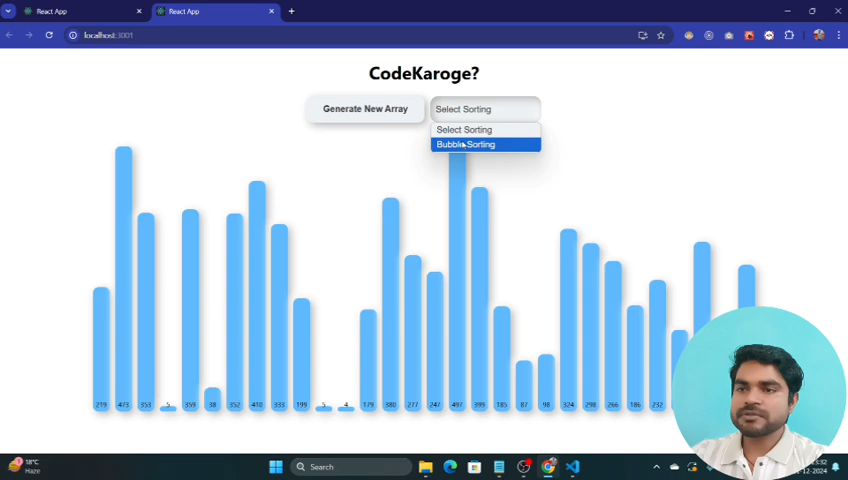 React App
React App
localhost:3001
CodeKaroge?
Generate New Array
Select Sorting
Select Sorting
Bubble Sorting
219 473 353 5 359 38 352 410 333 199 5 4 179 380 277 247 497 399 185 87 98 324 298 266 186 232
18°C
Haze
Search
12-2024